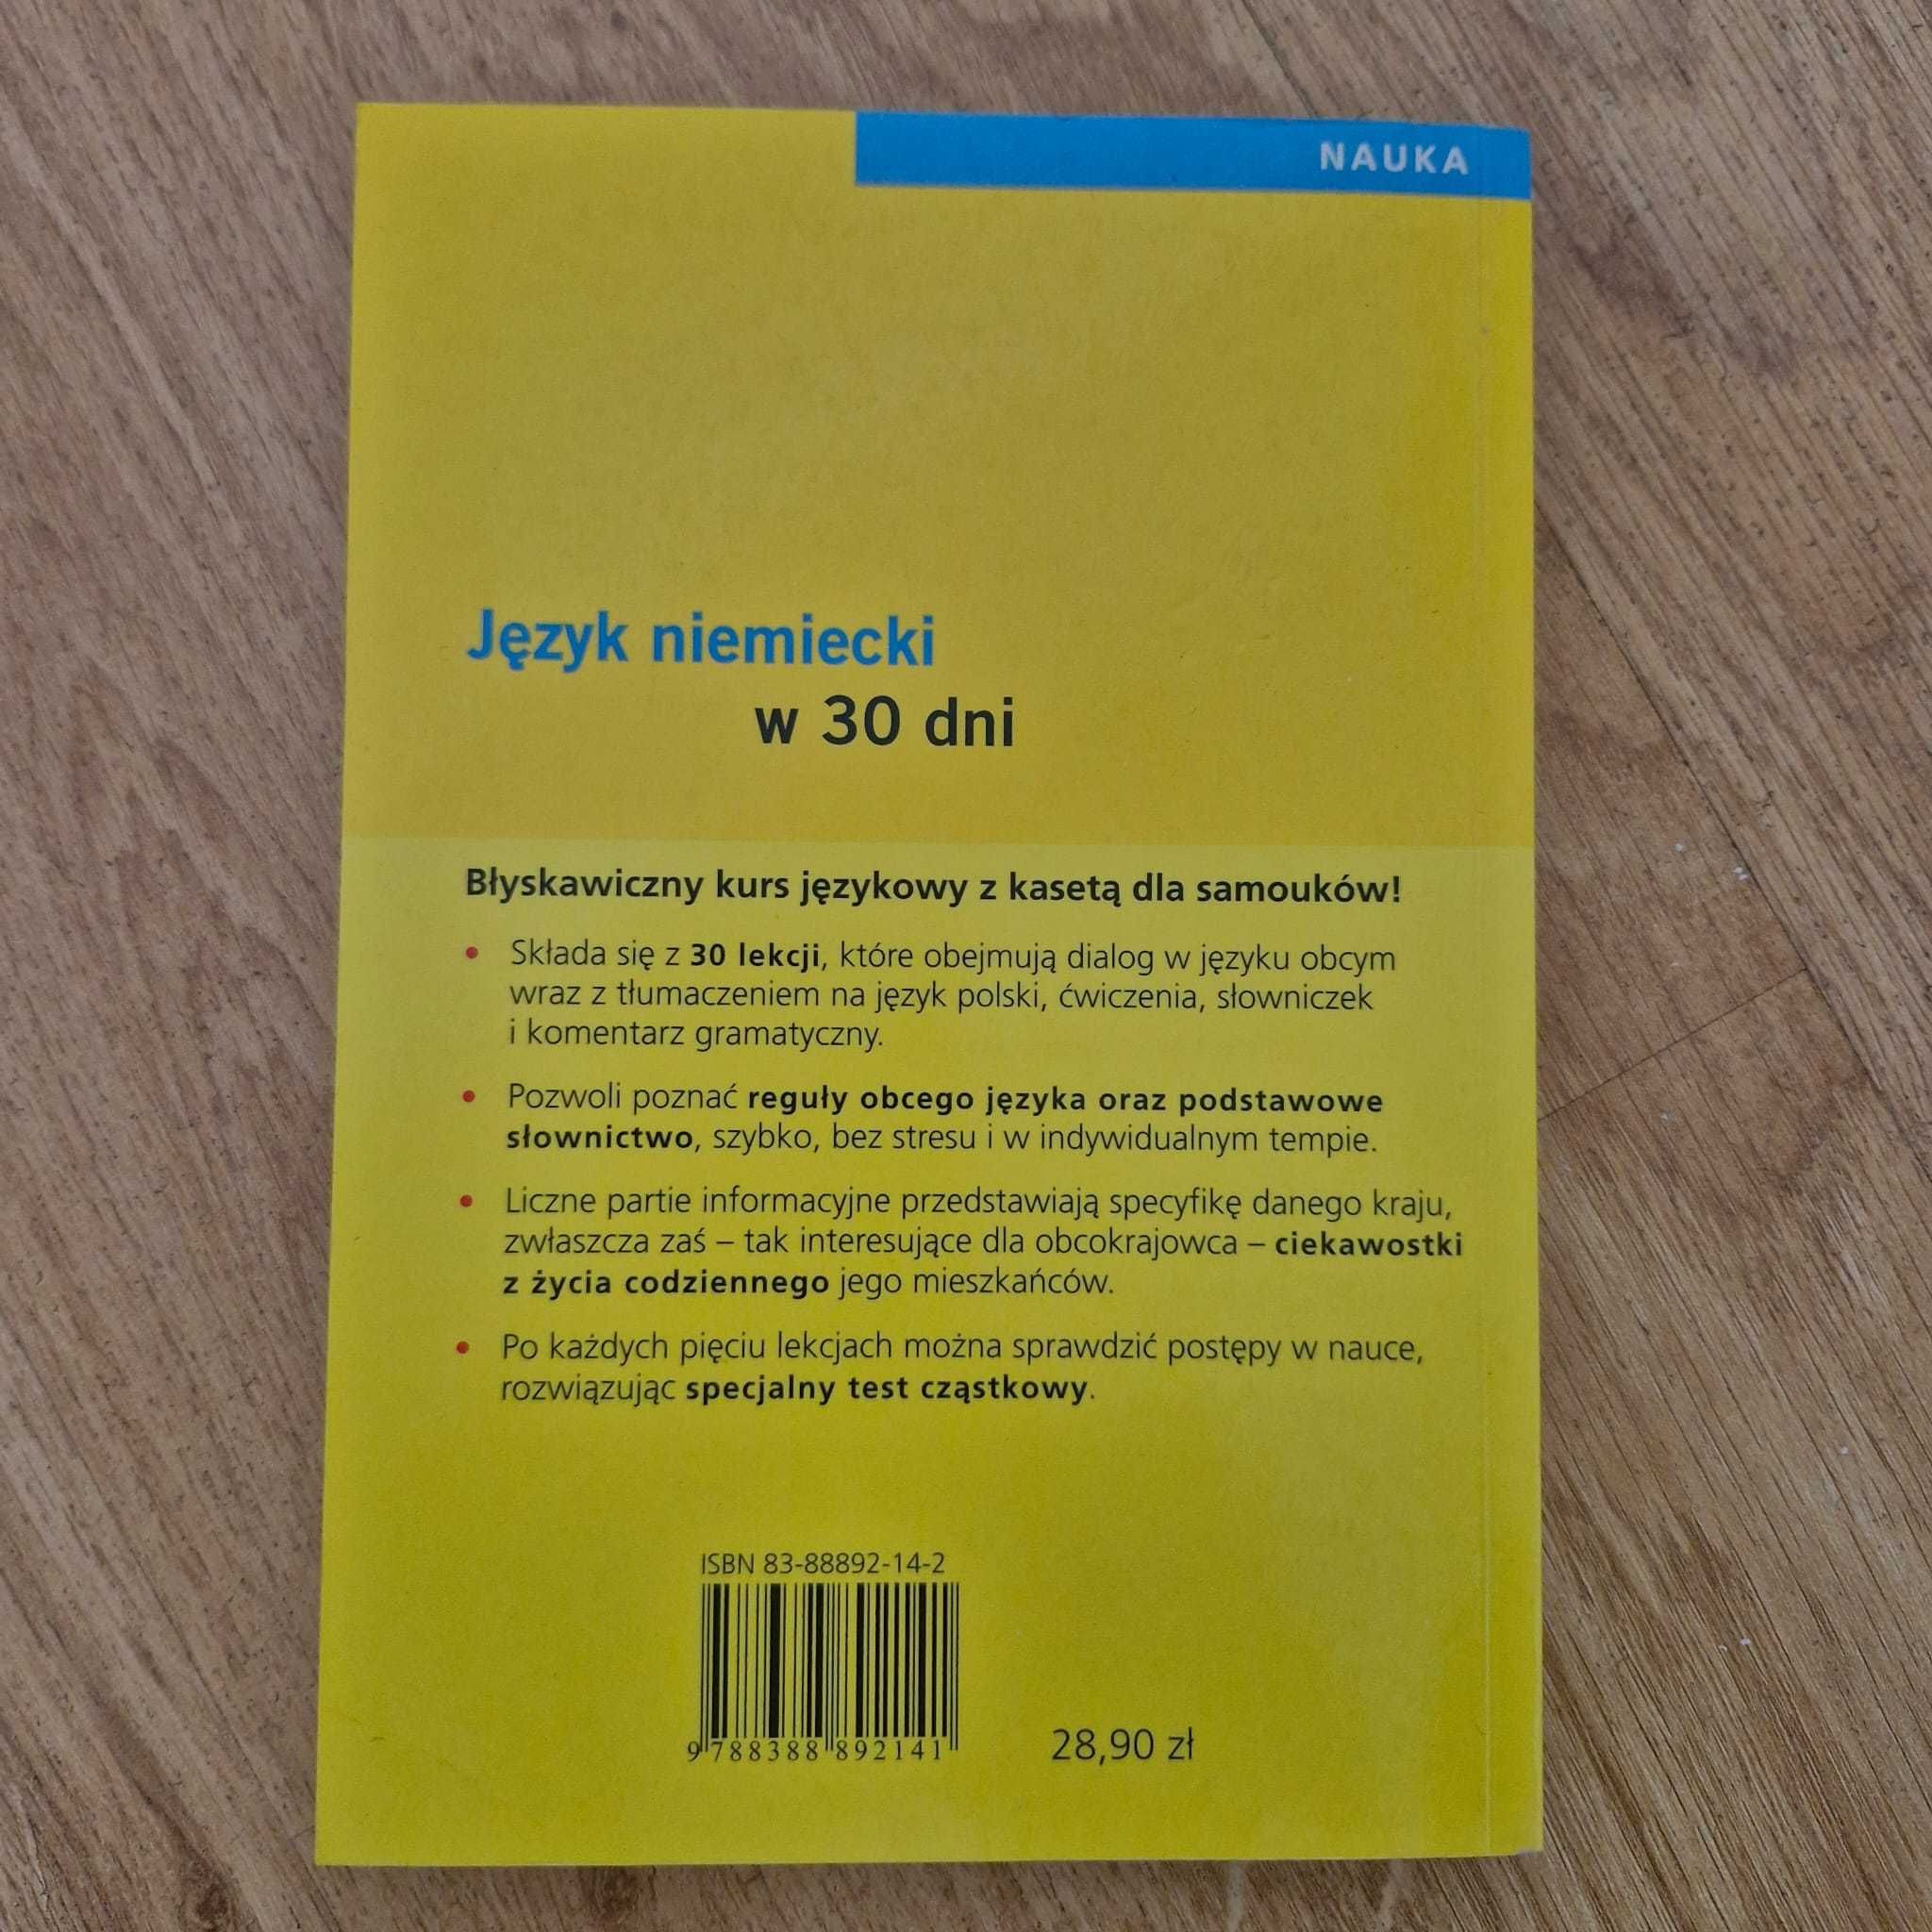 NAUKA
Język niemiecki
w 30 dni
Błyskawiczny kurs językowy z kasetą dla samouków!
• Składa się z 30 lekcji, które obejmują dialog w języku obcym
wraz z tłumaczeniem na język polski, ćwiczenia, słowniczek
i komentarz gramatyczny.
• Pozwoli poznać reguły obcego języka oraz podstawowe
słownictwo, szybko, bez stresu i w indywidualnym tempie.
• Liczne partie informacyjne przedstawiają specyfikę danego kraju,
zwłaszcza zaś – tak interesujące dla obcokrajowca – ciekawostki
z życia codziennego jego mieszkańców.
• Po każdych pięciu lekcjach można sprawdzić postępy w nauce,
rozwiązując specjalny test cząstkowy.
ISBN 83-88892-14-2
9 788388 892141
28,90 zł